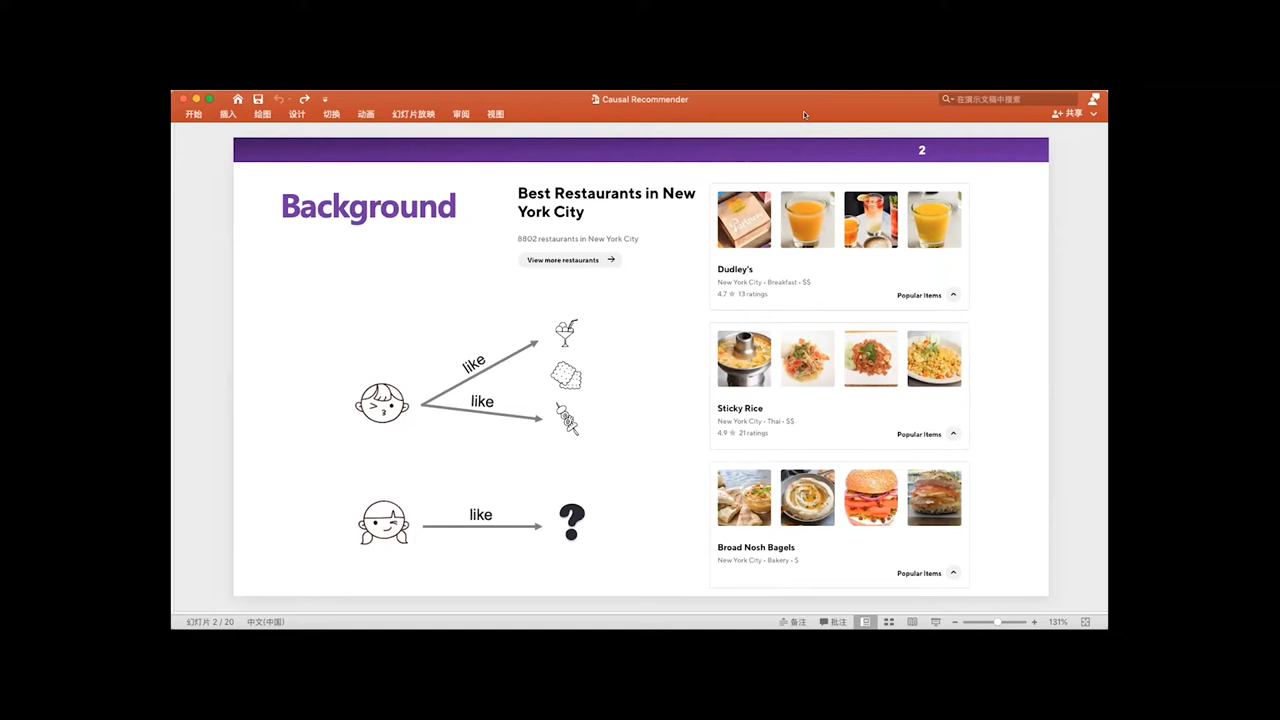 Causal Recommender
在演示文稿中搜索
开始 插入 绘图 设计 切换 动画 幻灯片放映 审阅 视图
共享
2
Background
Best Restaurants in New
York City
8802 restaurants in New York City
View more restaurants
like
like
like
?
Partners
Dudley's
New York City • Breakfast • $$
4.7 ★ 13 ratings
Popular Items
Sticky Rice
New York City • Thai • $$
4.9 ★ 21 ratings
Popular Items
Broad Nosh Bagels
New York City • Bakery • $
Popular Items
幻灯片 2 / 20 中文(中国)
备注 批注
131%